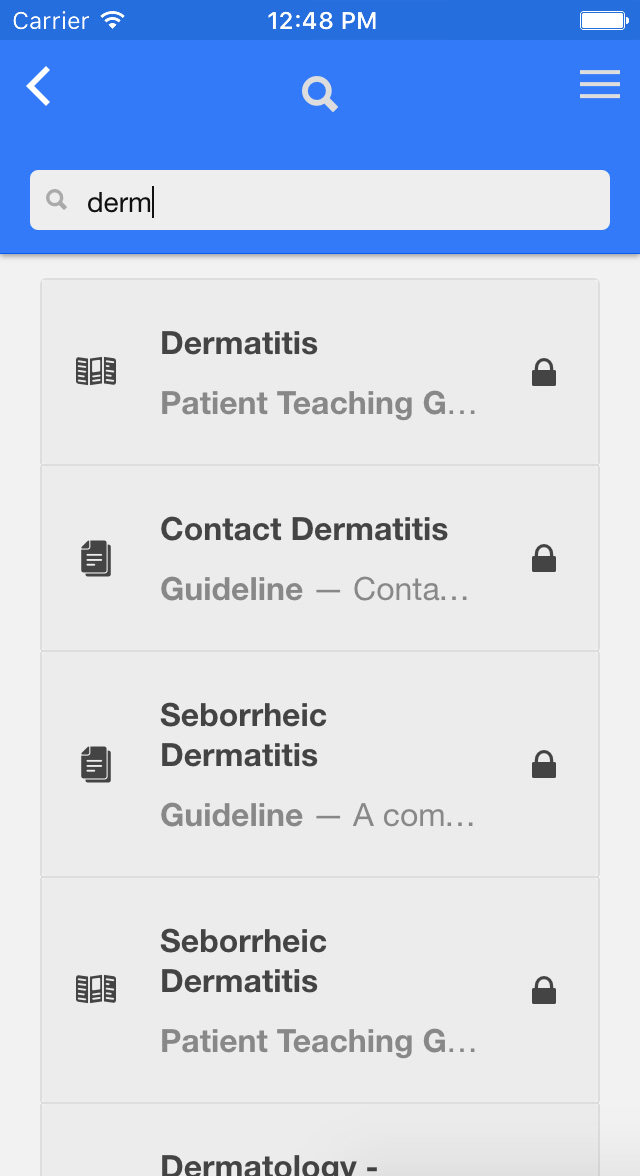 Carrier 12:48 PM
derm
Dermatitis
Patient Teaching G…
Contact Dermatitis
Guideline — Conta…
Seborrheic
Dermatitis
Guideline — A com…
Seborrheic
Dermatitis
Patient Teaching G…
Dermatology -